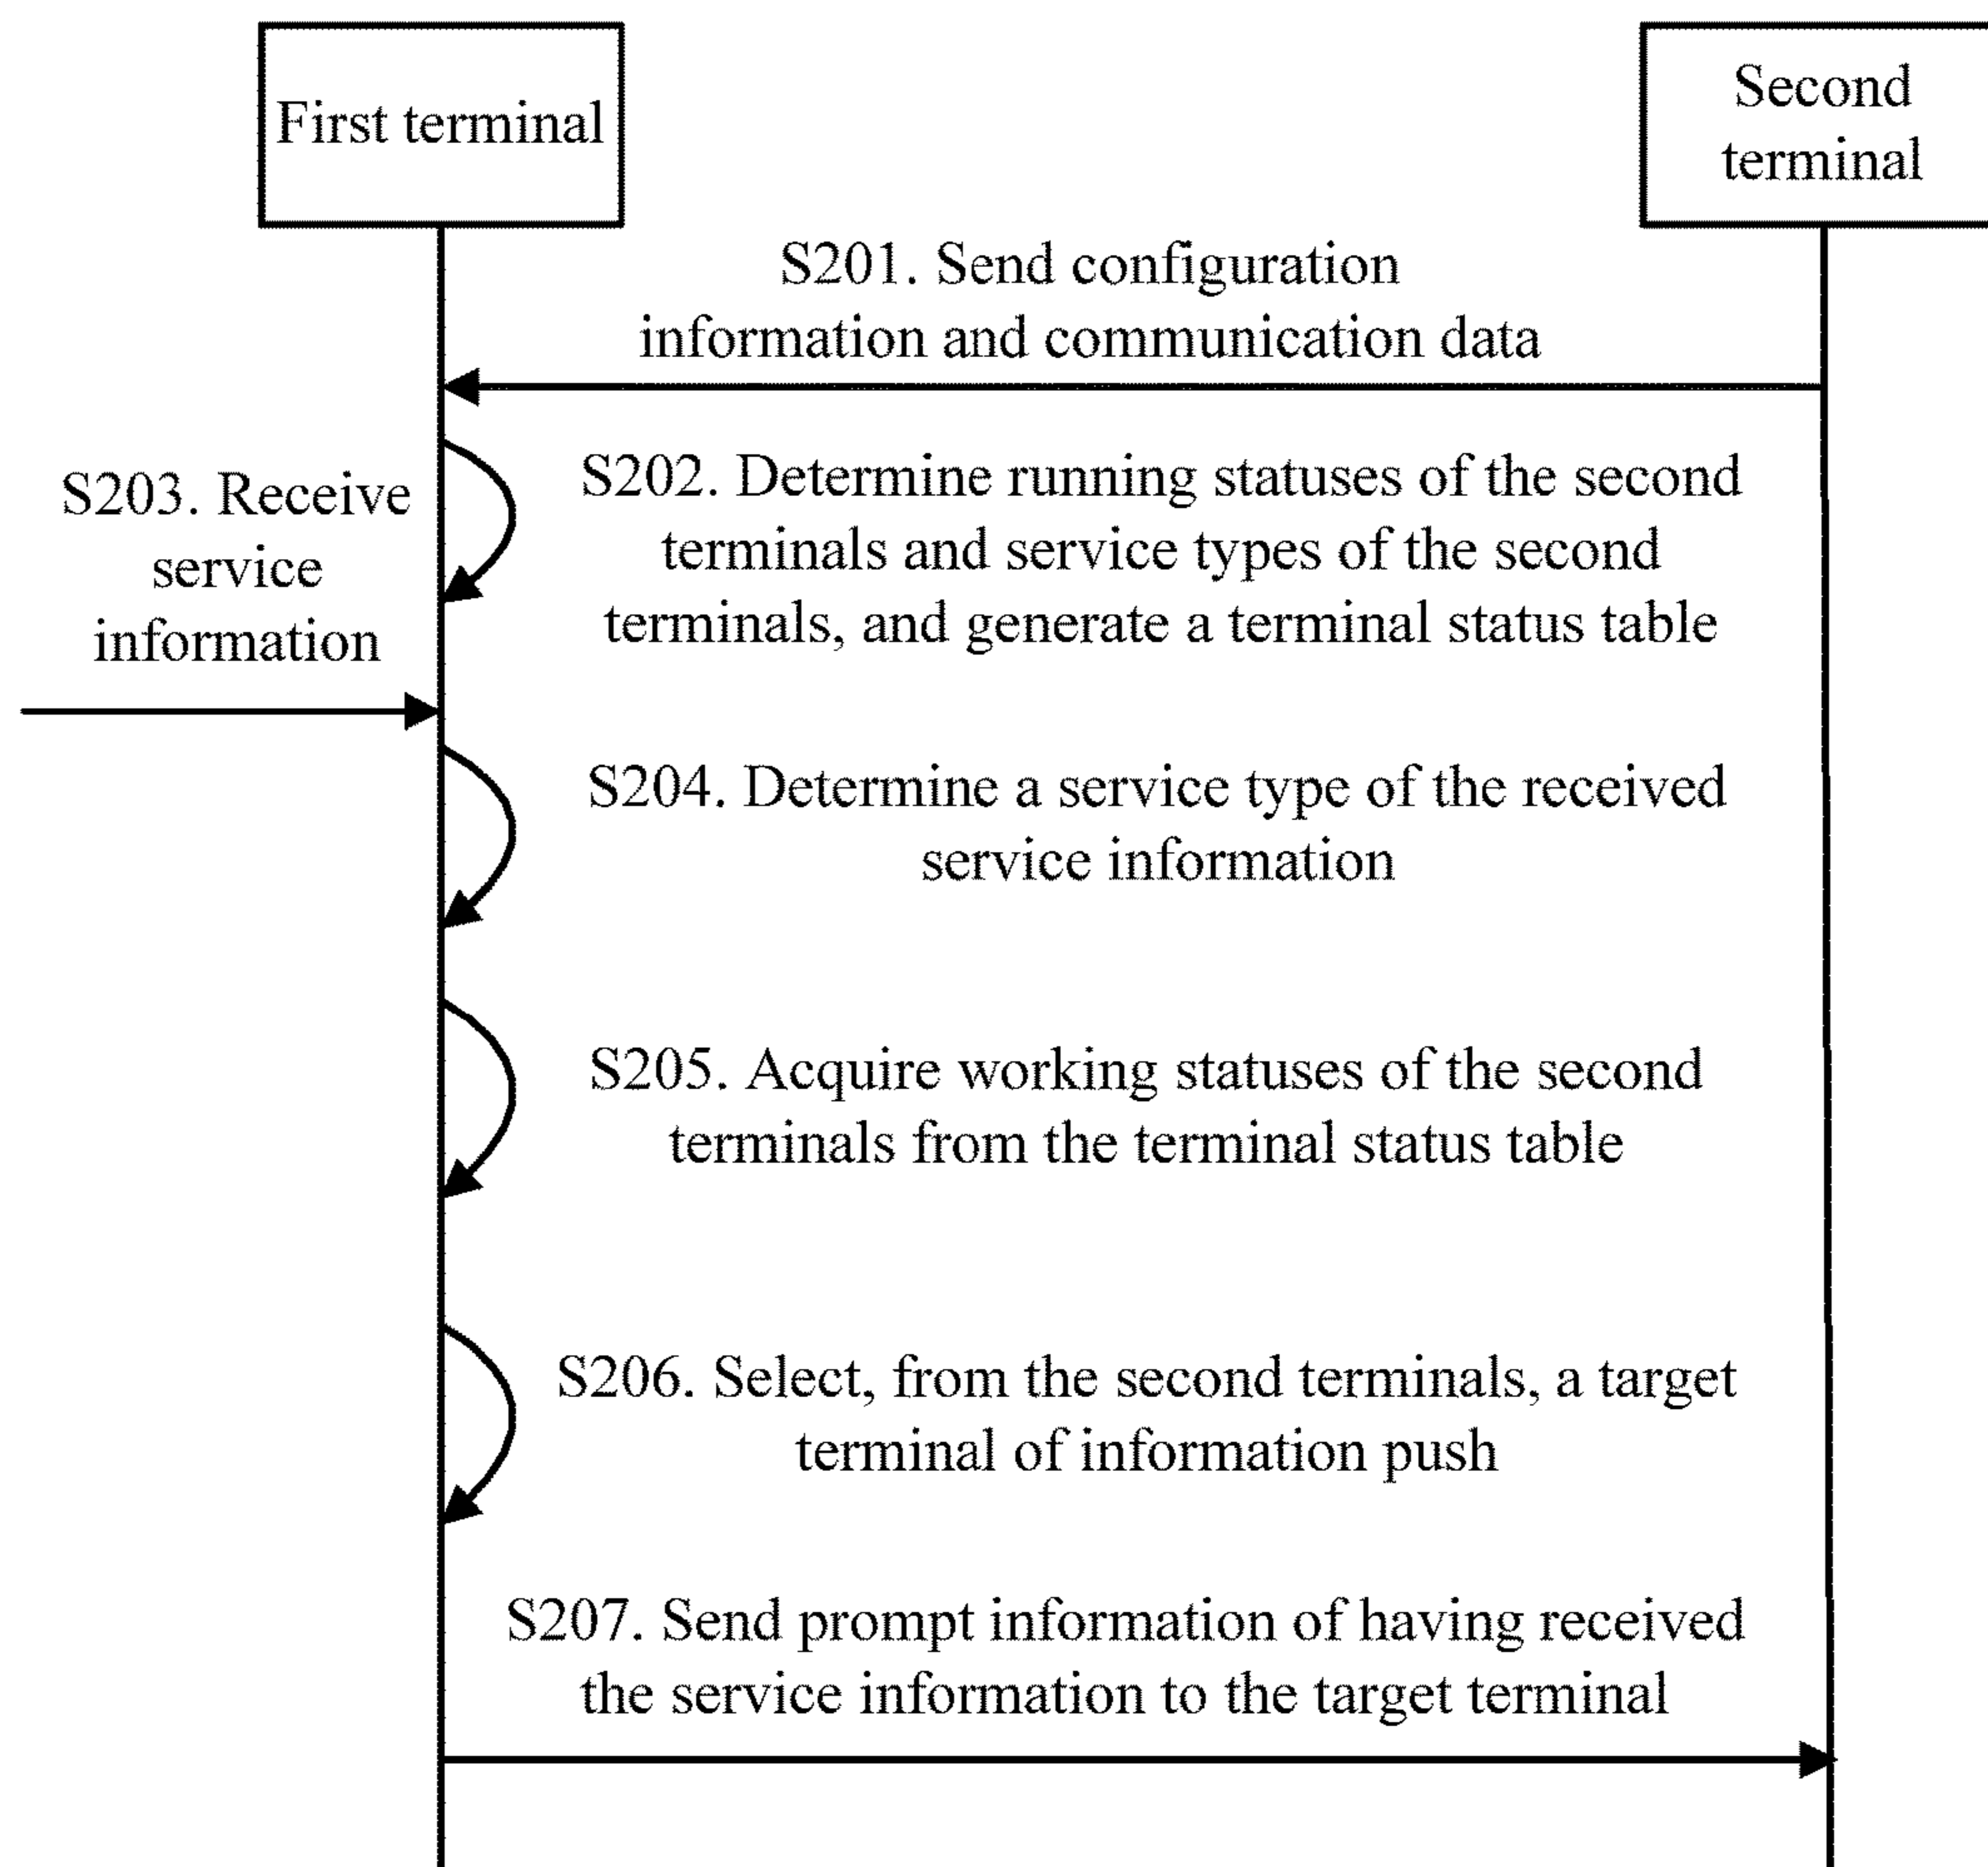 First terminal
Second
terminal
S201. Send configuration
information and communication data
S202. Determine running statuses of the second
terminals and service types of the second
terminals, and generate a terminal status table
S203. Receive
service
information
S204. Determine a service type of the received
service information
S205. Acquire working statuses of the second
terminals from the terminal status table
S206. Select, from the second terminals, a target
terminal of information push
S207. Send prompt information of having received
the service information to the target terminal